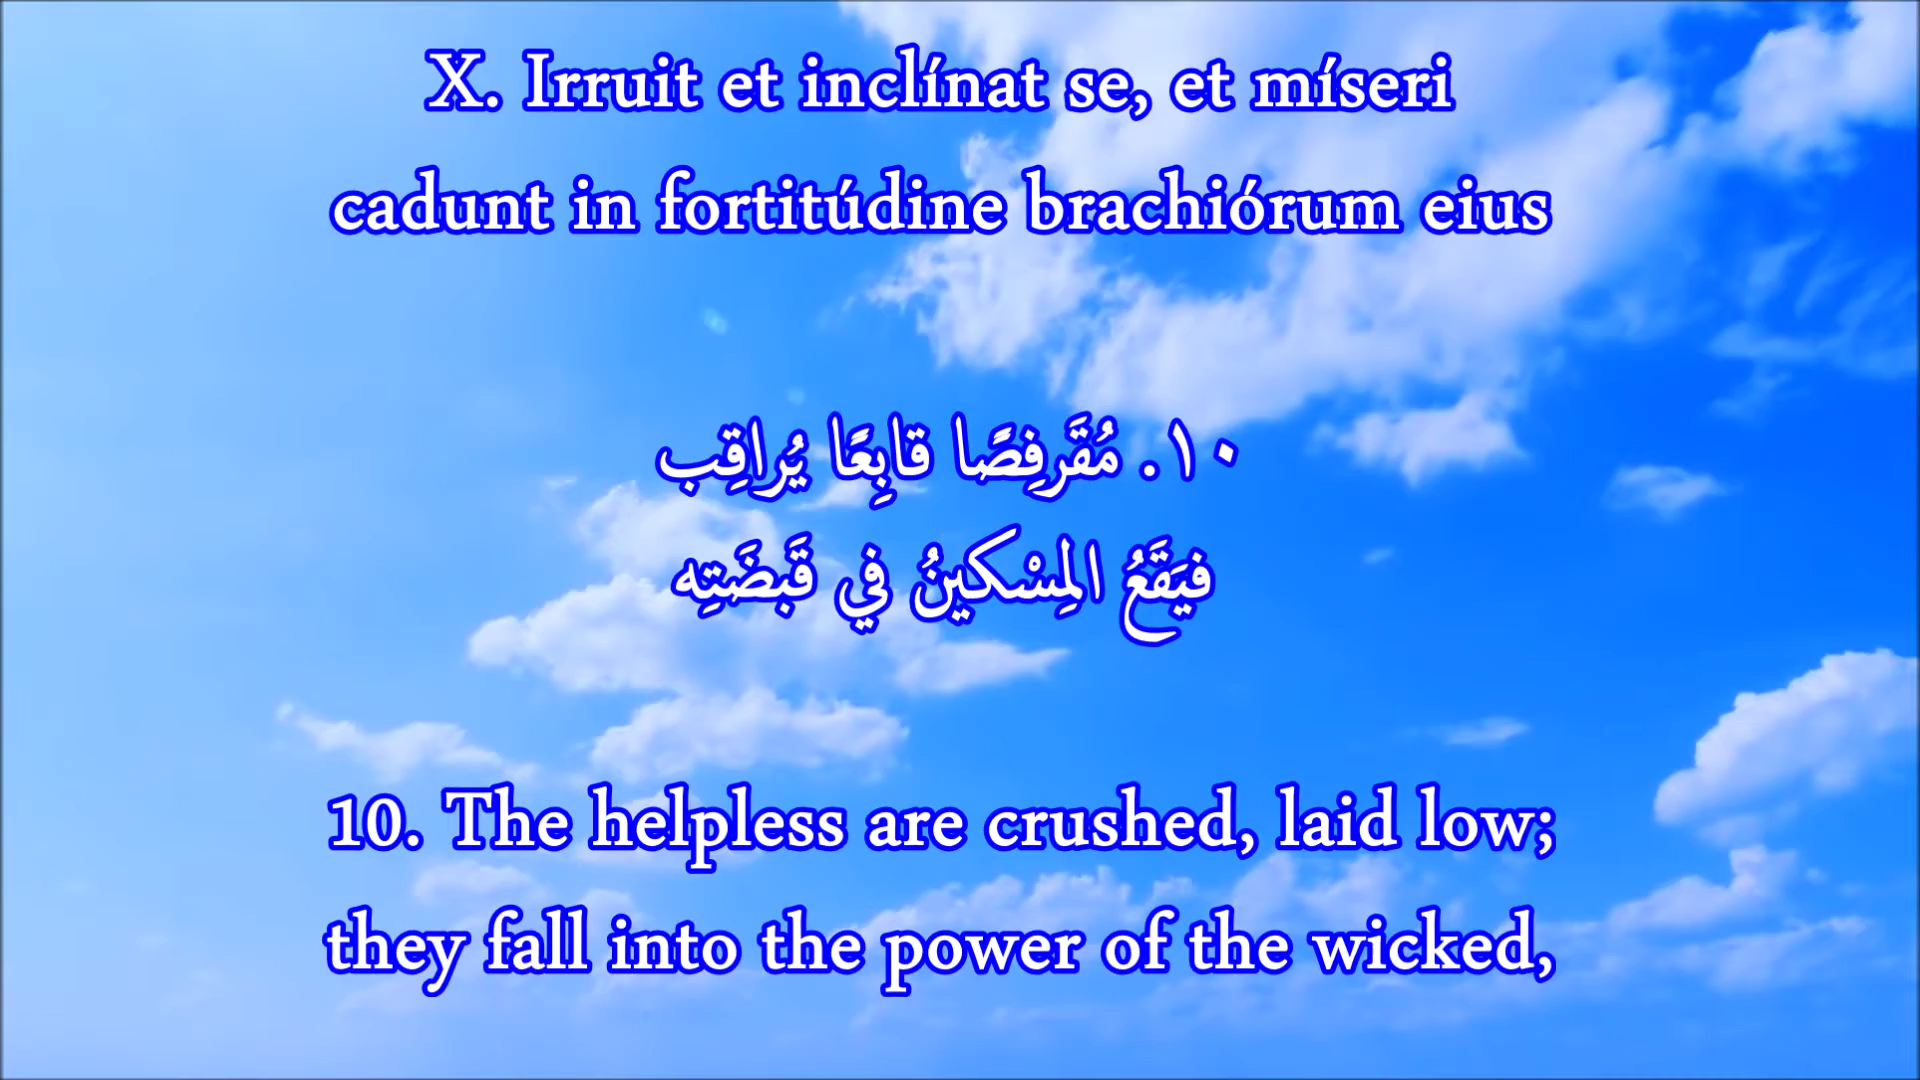 X. Irruit et inclínat se, et míseri
cadunt in fortitúdine brachiórum eius
١٠. مُقَرفِصًا قابِعًا يُراقِب
فيَقَعُ المِسْكينُ في قَبضَتِه
10. The helpless are crushed, laid low;
they fall into the power of the wicked,